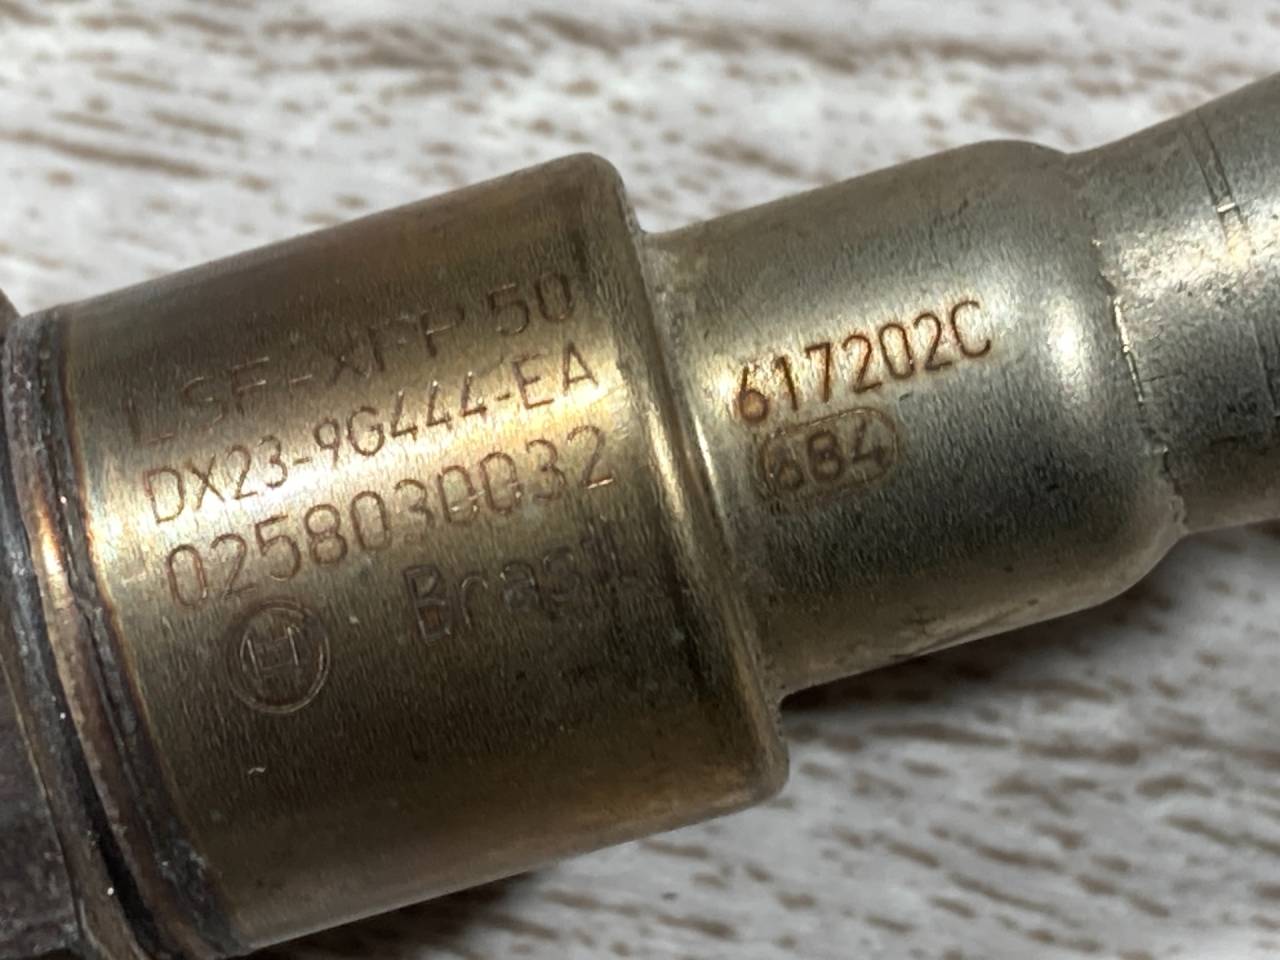 LSF-XFP 50
DX23-9G444-EA
0258030032
Brasil
617202C
684